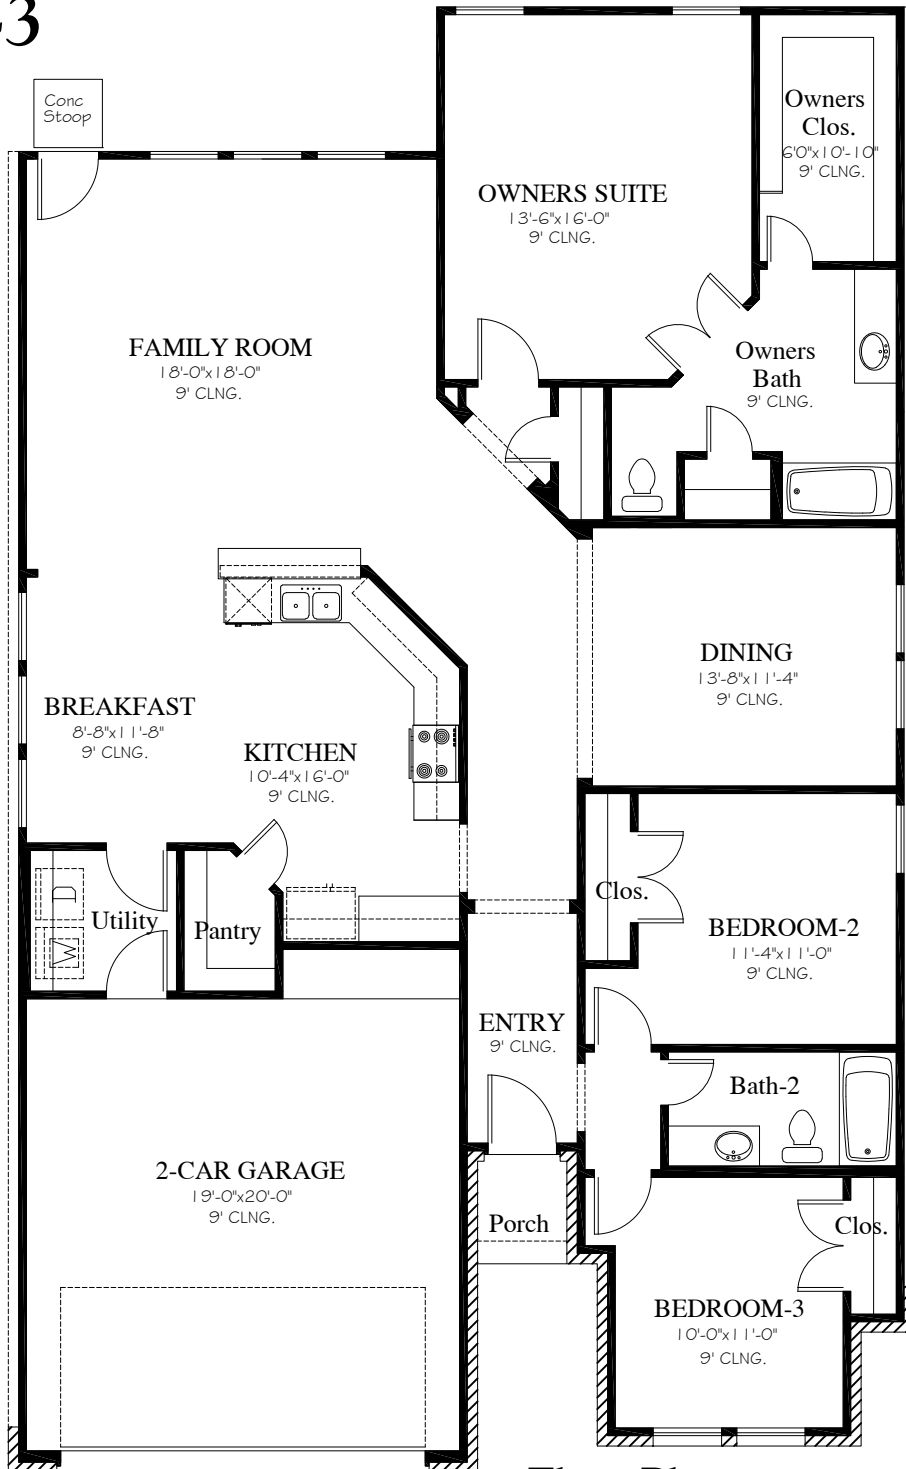 Conc
Stoop
Owners
Clos.
6'0"x10'-10"
9' CLNG.
OWNERS SUITE
13'-6"x16'-0"
9' CLNG.
FAMILY ROOM
18'-0"x18'-0"
9' CLNG.
Owners
Bath
9' CLNG.
DINING
13'-8"x11'-4"
9' CLNG.
BREAKFAST
8'-8"x11'-8"
9' CLNG.
KITCHEN
10'-4"x16'-0"
9' CLNG.
D
W
Utility
Pantry
Clos.
BEDROOM-2
11'-4"x11'-0"
9' CLNG.
ENTRY
9' CLNG.
Bath-2
2-CAR GARAGE
19'-0"x20'-0"
9' CLNG.
Porch
Clos.
BEDROOM-3
10'-0"x11'-0"
9' CLNG.